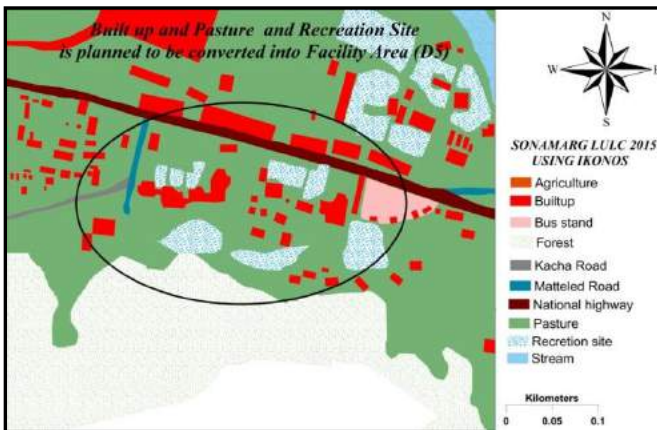 Built up and Pasture and Recreation Site
is planned to be converted into Facility Area (D5)
N
W
E
S
SONAMARG LULC 2015
USING IKONOS
Agriculture
Builtup
Bus stand
Forest
Kacha Road
Matteled Road
National highway
Pasture
Recretion site
Stream
Kilometers
0 0.05 0.1